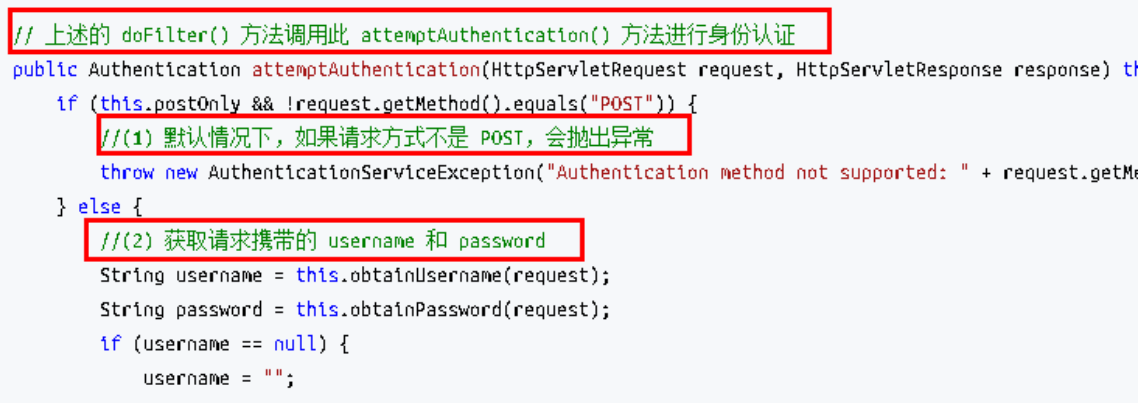 // 上述的 doFilter() 方法调用此 attemptAuthentication() 方法进行身份认证
public Authentication attemptAuthentication(HttpServletRequest request, HttpServletResponse response) th
if (this.postOnly && !request.getMethod().equals("POST")) {
//(1) 默认情况下，如果请求方式不是 POST，会抛出异常
throw new AuthenticationServiceException("Authentication method not supported: " + request.getMe
} else {
//(2) 获取请求携带的 username 和 password
String username = this.obtainUsername(request);
String password = this.obtainPassword(request);
if (username == null) {
username = "";